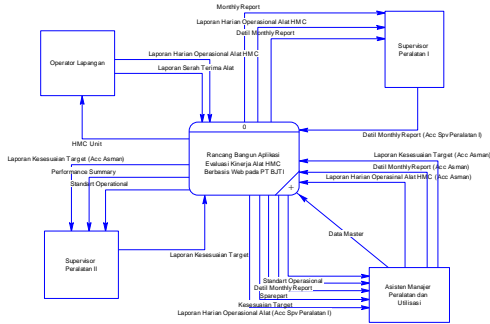 Monthly Report
Laporan Harian Operasional Alat HMC
Detil Monthly Report
Operator Lapangan
Supervisor
Peralatan I
Laporan Harian Operasional Alat HMC
Laporan Serah Terima Alat
0
HMC Unit
Detil Monthly Report (Acc Spv Peralatan I)
Rancang Bangun Aplikasi
Evaluasi Kinerja Alat HMC
Berbasis Web pada PT BJTI
+
Laporan Kesesuaian Target (Acc Asman)
Performance Summary
Standart Operational
Laporan Kesesuaian Target (Acc Asman)
Detil Monthly Report (Acc Asman)
Laporan Harian Operasinal Alat HMC (Acc Asman)
Data Master
Supervisor
Peralatan II
Laporan Kesesuaian Target
Standart Operasional
Detil Monthly Report
Sparepart
Kesesuaian Target
Laporan Harian Operasional Alat (Acc Spv Peralatan I)
Asisten Manajer
Peralatan dan
Utilisasi